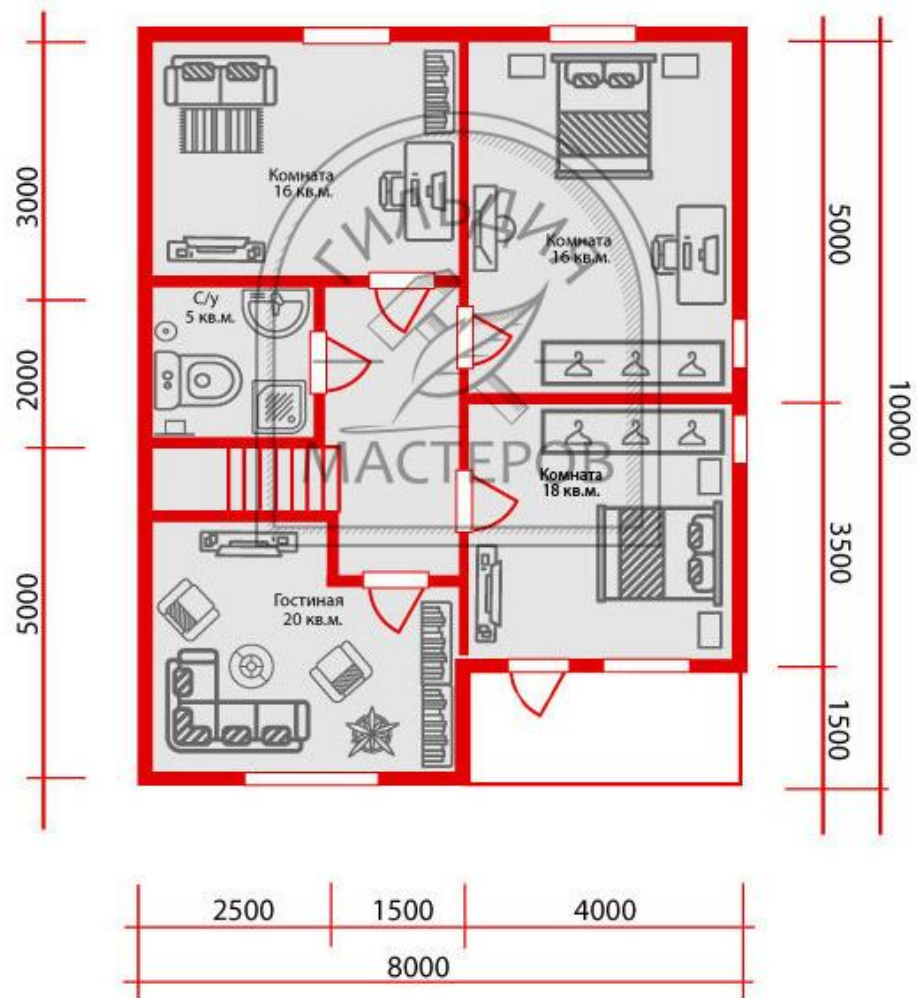 Комната
16 кв.м.
Комната
16 кв.м.
С/у
5 кв.м.
ГИЛЬДИЯ
МАСТЕРОВ
Комната
18 кв.м.
Гостиная
20 кв.м.
3000
2000
5000
5000
3500
1500
10000
2500
1500
4000
8000